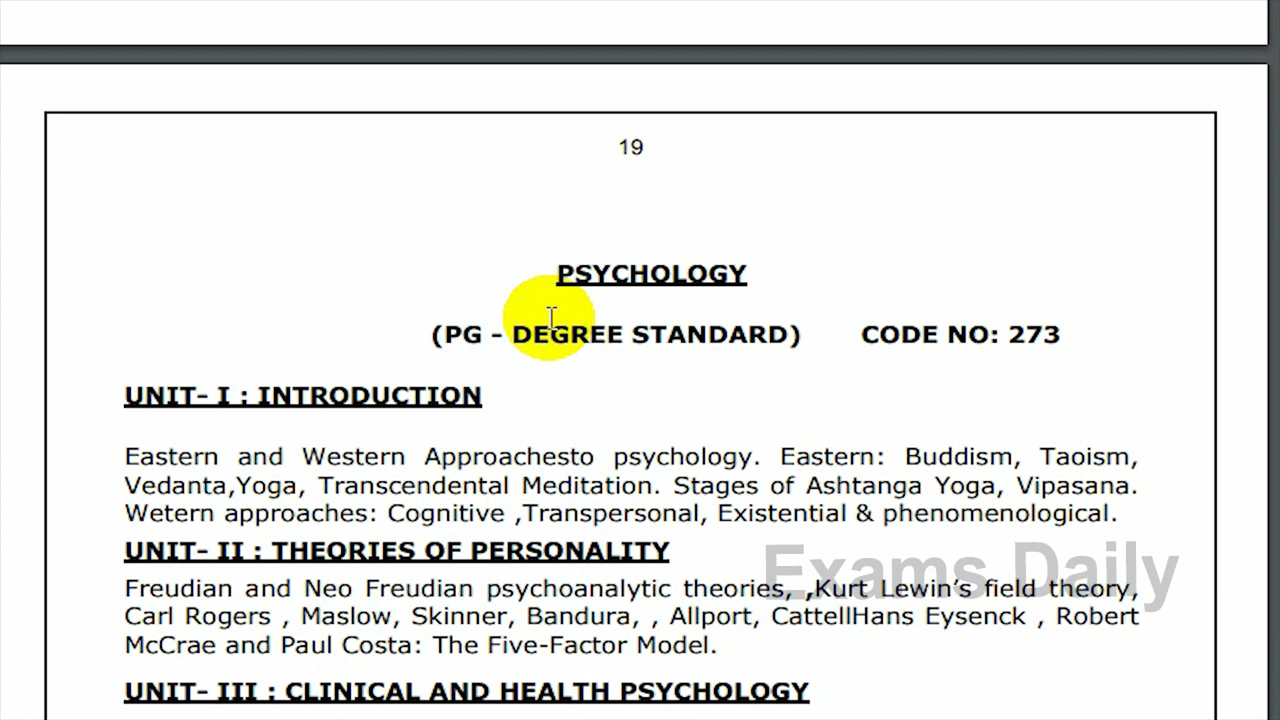 19
PSYCHOLOGY
(PG – DEGREE STANDARD) CODE NO: 273
UNIT– I : INTRODUCTION
Eastern and Western Approachesto psychology. Eastern: Buddism, Taoism,
Vedanta,Yoga, Transcendental Meditation. Stages of Ashtanga Yoga, Vipasana.
Wetern approaches: Cognitive ,Transpersonal, Existential & phenomenological.
UNIT– II : THEORIES OF PERSONALITY
Exams Daily
Freudian and Neo Freudian psychoanalytic theories, ,Kurt Lewin’s field theory,
Carl Rogers , Maslow, Skinner, Bandura, , Allport, CattellHans Eysenck , Robert
McCrae and Paul Costa: The Five-Factor Model.
UNIT– III : CLINICAL AND HEALTH PSYCHOLOGY